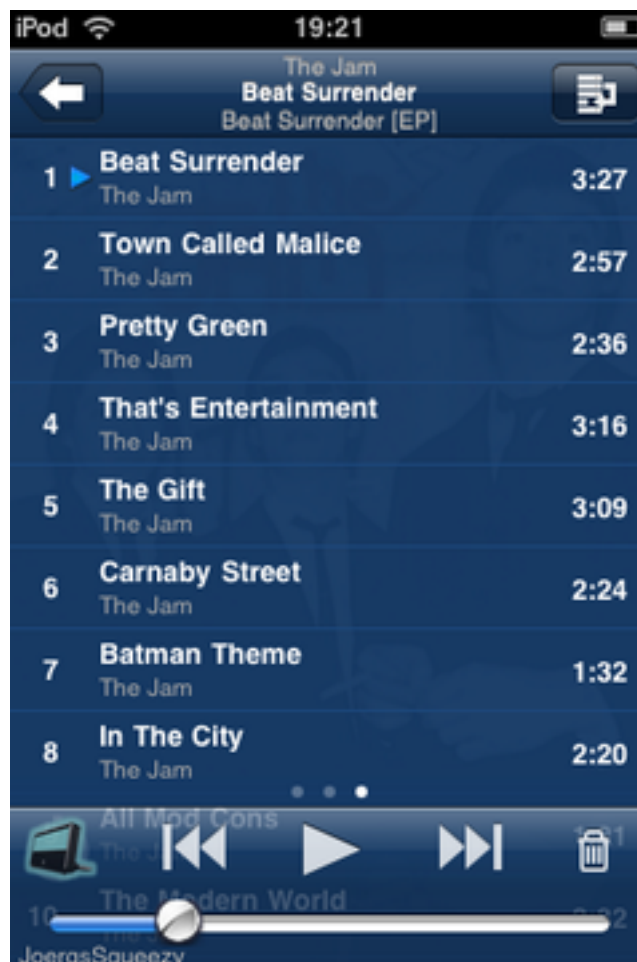 iPod 19:21
The Jam
Beat Surrender
Beat Surrender [EP]
1 Beat Surrender 3:27
The Jam
2 Town Called Malice 2:57
The Jam
3 Pretty Green 2:36
The Jam
4 That's Entertainment 3:16
The Jam
5 The Gift 3:09
The Jam
6 Carnaby Street 2:24
The Jam
7 Batman Theme 1:32
The Jam
8 In The City 2:20
The Jam
All Mod Cons
The
10 The Modern World
JoergsSqueezy